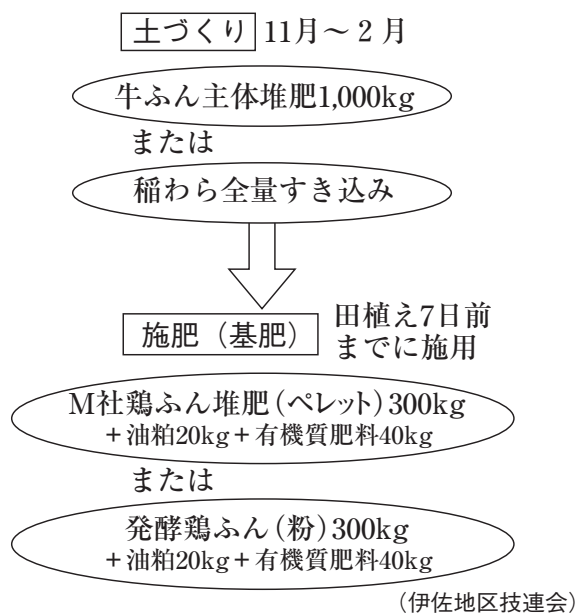 土づくり 11月～2月
牛ふん主体堆肥1,000kg
または
稲わら全量すき込み
施肥（基肥） 田植え7日前
までに施用
M社鶏ふん堆肥(ペレット)300kg
+油粕20kg+有機質肥料40kg
または
発酵鶏ふん(粉)300kg
+油粕20kg+有機質肥料40kg
（伊佐地区技連会）